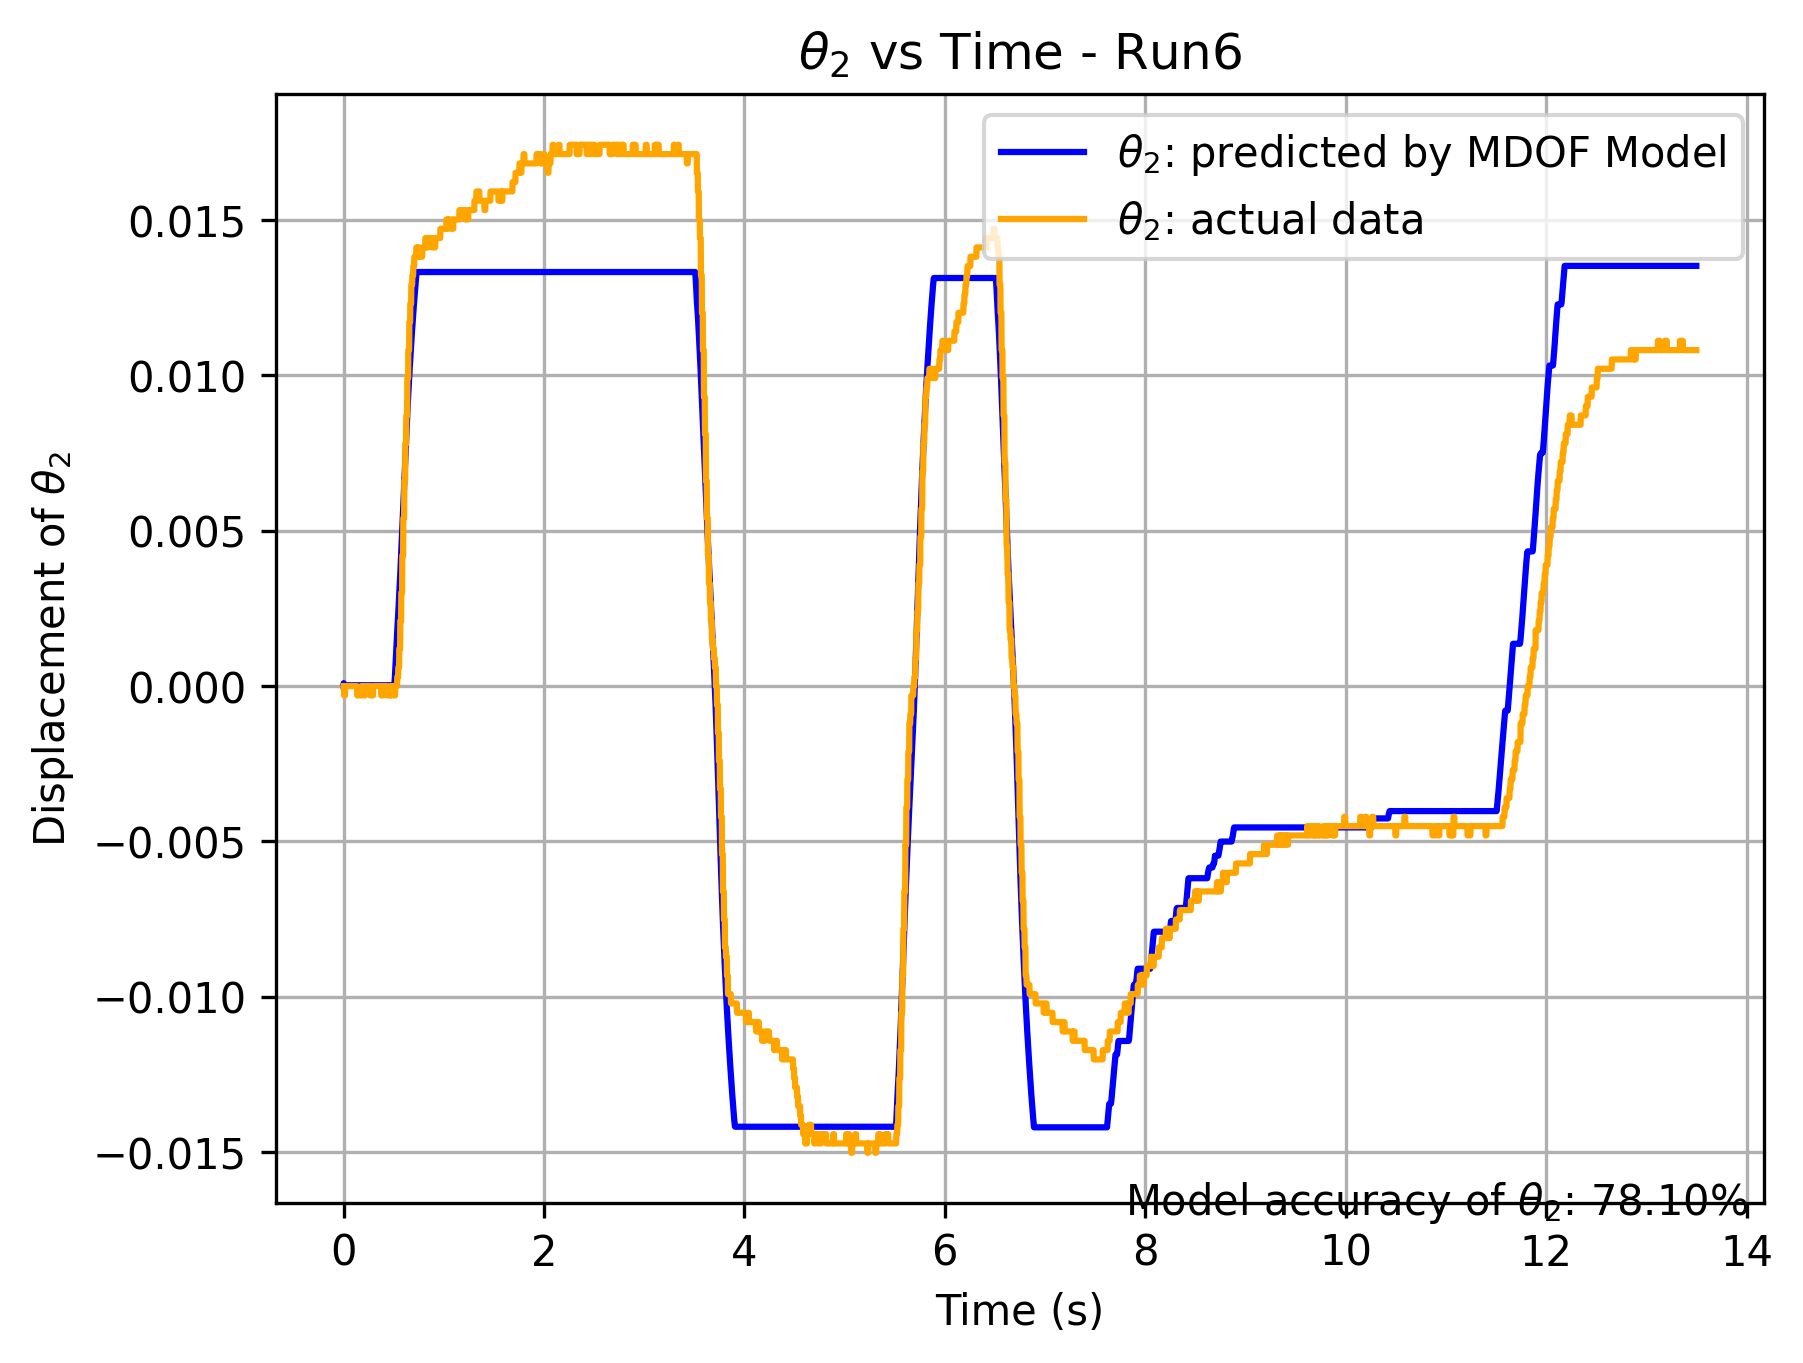 θ₂ vs Time - Run6
θ₂: predicted by MDOF Model
θ₂: actual data
Displacement of θ₂
0.015
0.010
0.005
0.000
−0.005
−0.010
−0.015
Model accuracy of θ₂: 78.10%
0 2 4 6 8 10 12 14
Time (s)